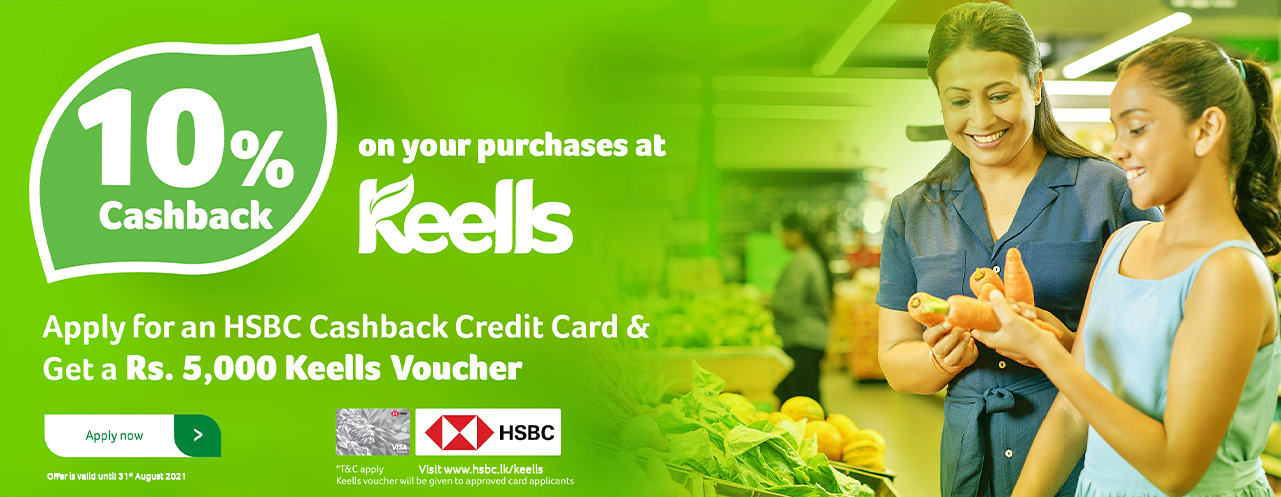 10%
Cashback
on your purchases at
Keells
Apply for an HSBC Cashback Credit Card &
Get a Rs. 5,000 Keells Voucher
Apply now >
Offer is valid until 31st August 2021
HSBC
VISA
HSBC
*T&C apply
Visit www.hsbc.lk/keells
Keells voucher will be given to approved card applicants